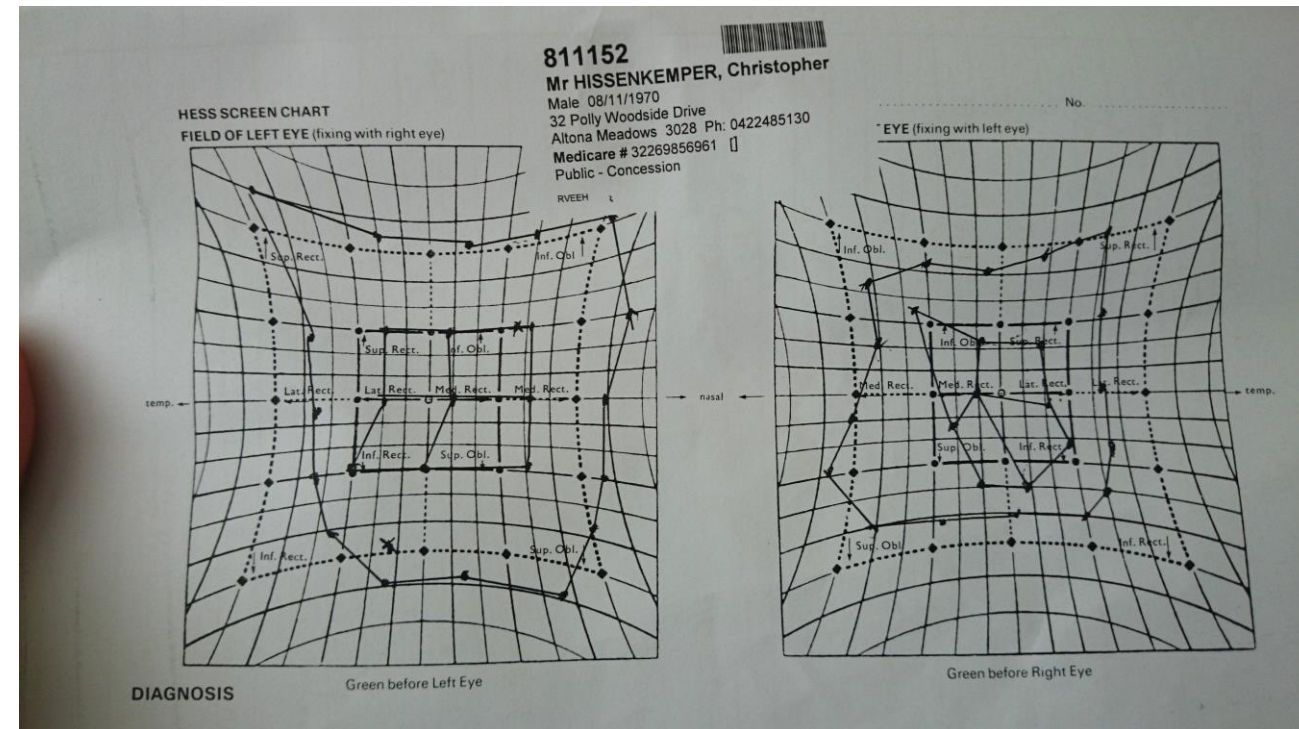 811152
Mr HISSENKEMPER, Christopher
Male 08/11/1970
32 Polly Woodside Drive
Altona Meadows 3028 Ph: 0422485130
Medicare # 32269856961 []
Public - Concession
RVEEH
HESS SCREEN CHART
FIELD OF LEFT EYE (fixing with right eye)
No.
EYE (fixing with left eye)
Sup. Rect.
Inf. Obl
Sup. Rect.
nf. Obl.
Lat. Rect.
Lat. Rect.
Med. Rect.
Med. Rect.
temp.
nasal
Inf. Rect.
Sup. Obl.
Inf. Rect.
Sup. Obl.
Inf. Obl.
Sup. Rect.
Inf. Obl
Sup. Rect.
Med. Rect.
Med. Rect.
Lat. Rect.
Lat. Rect.
temp.
Sup. Obl.
Inf. Rect.
Sup. Obl.
Inf. Rect.
Green before Left Eye
Green before Right Eye
DIAGNOSIS